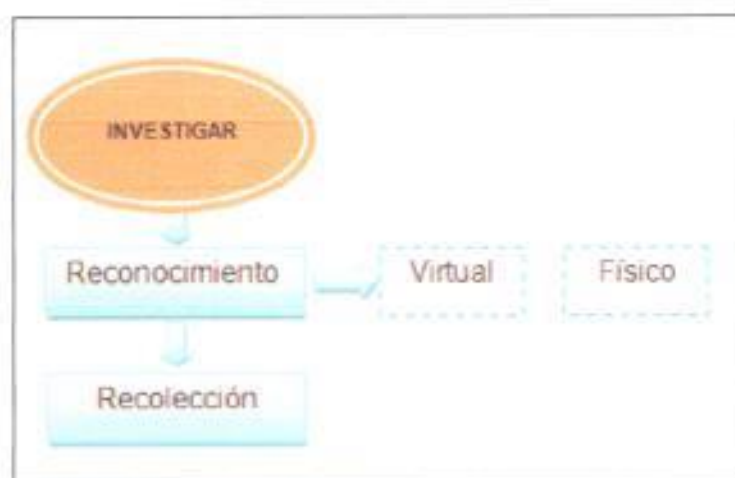 INVESTIGAR
Reconocimiento
Virtual
Físico
Recolección